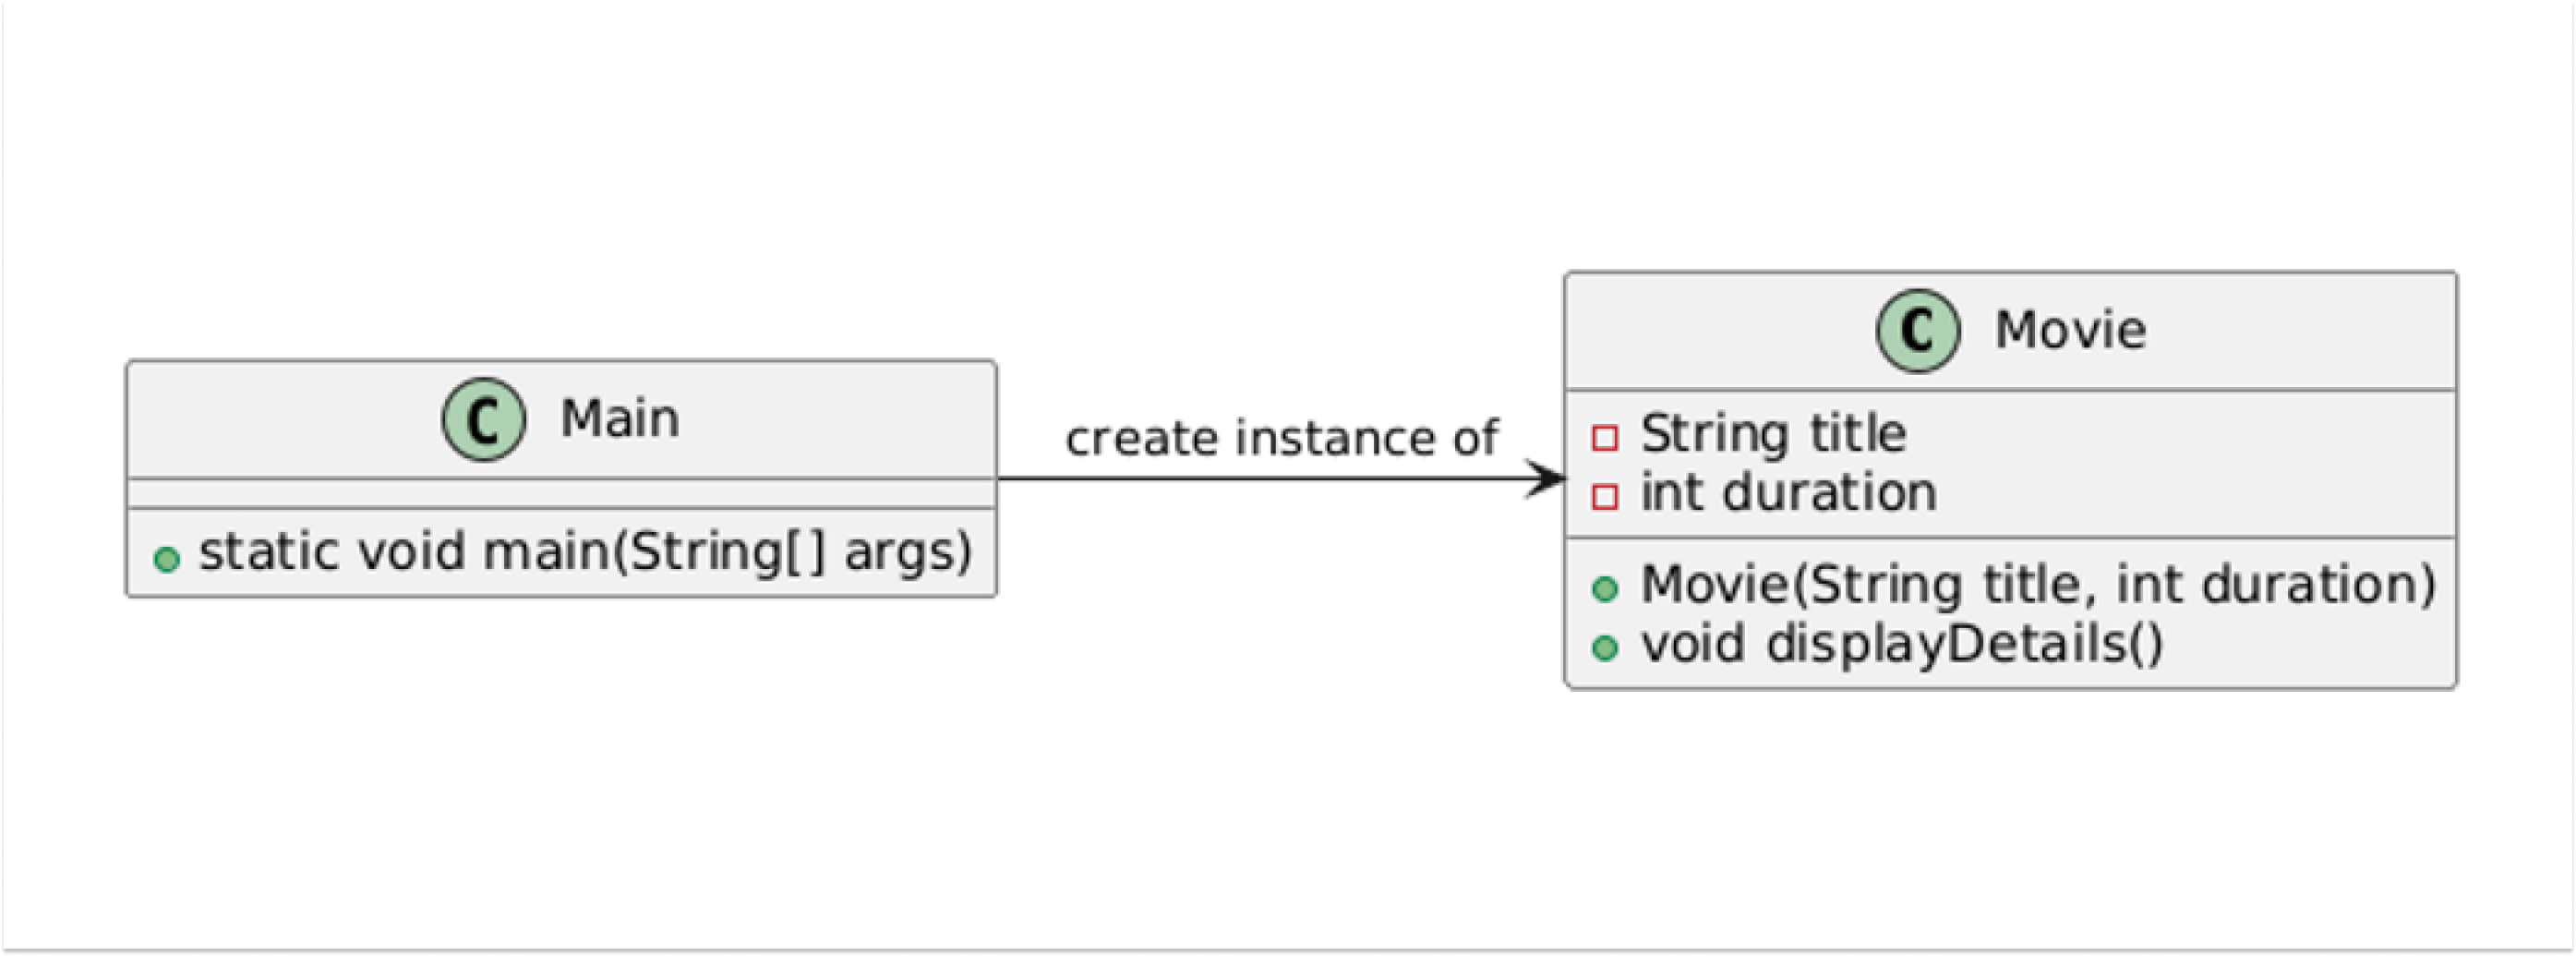 C Main
static void main(String[] args)
create instance of
C Movie
String title
int duration
Movie(String title, int duration)
void displayDetails()